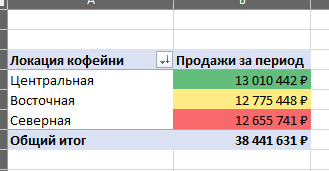 A B
Локация кофейни Продажи за период
Центральная 13 010 442 ₽
Восточная 12 775 448 ₽
Северная 12 655 741 ₽
Общий итог 38 441 631 ₽